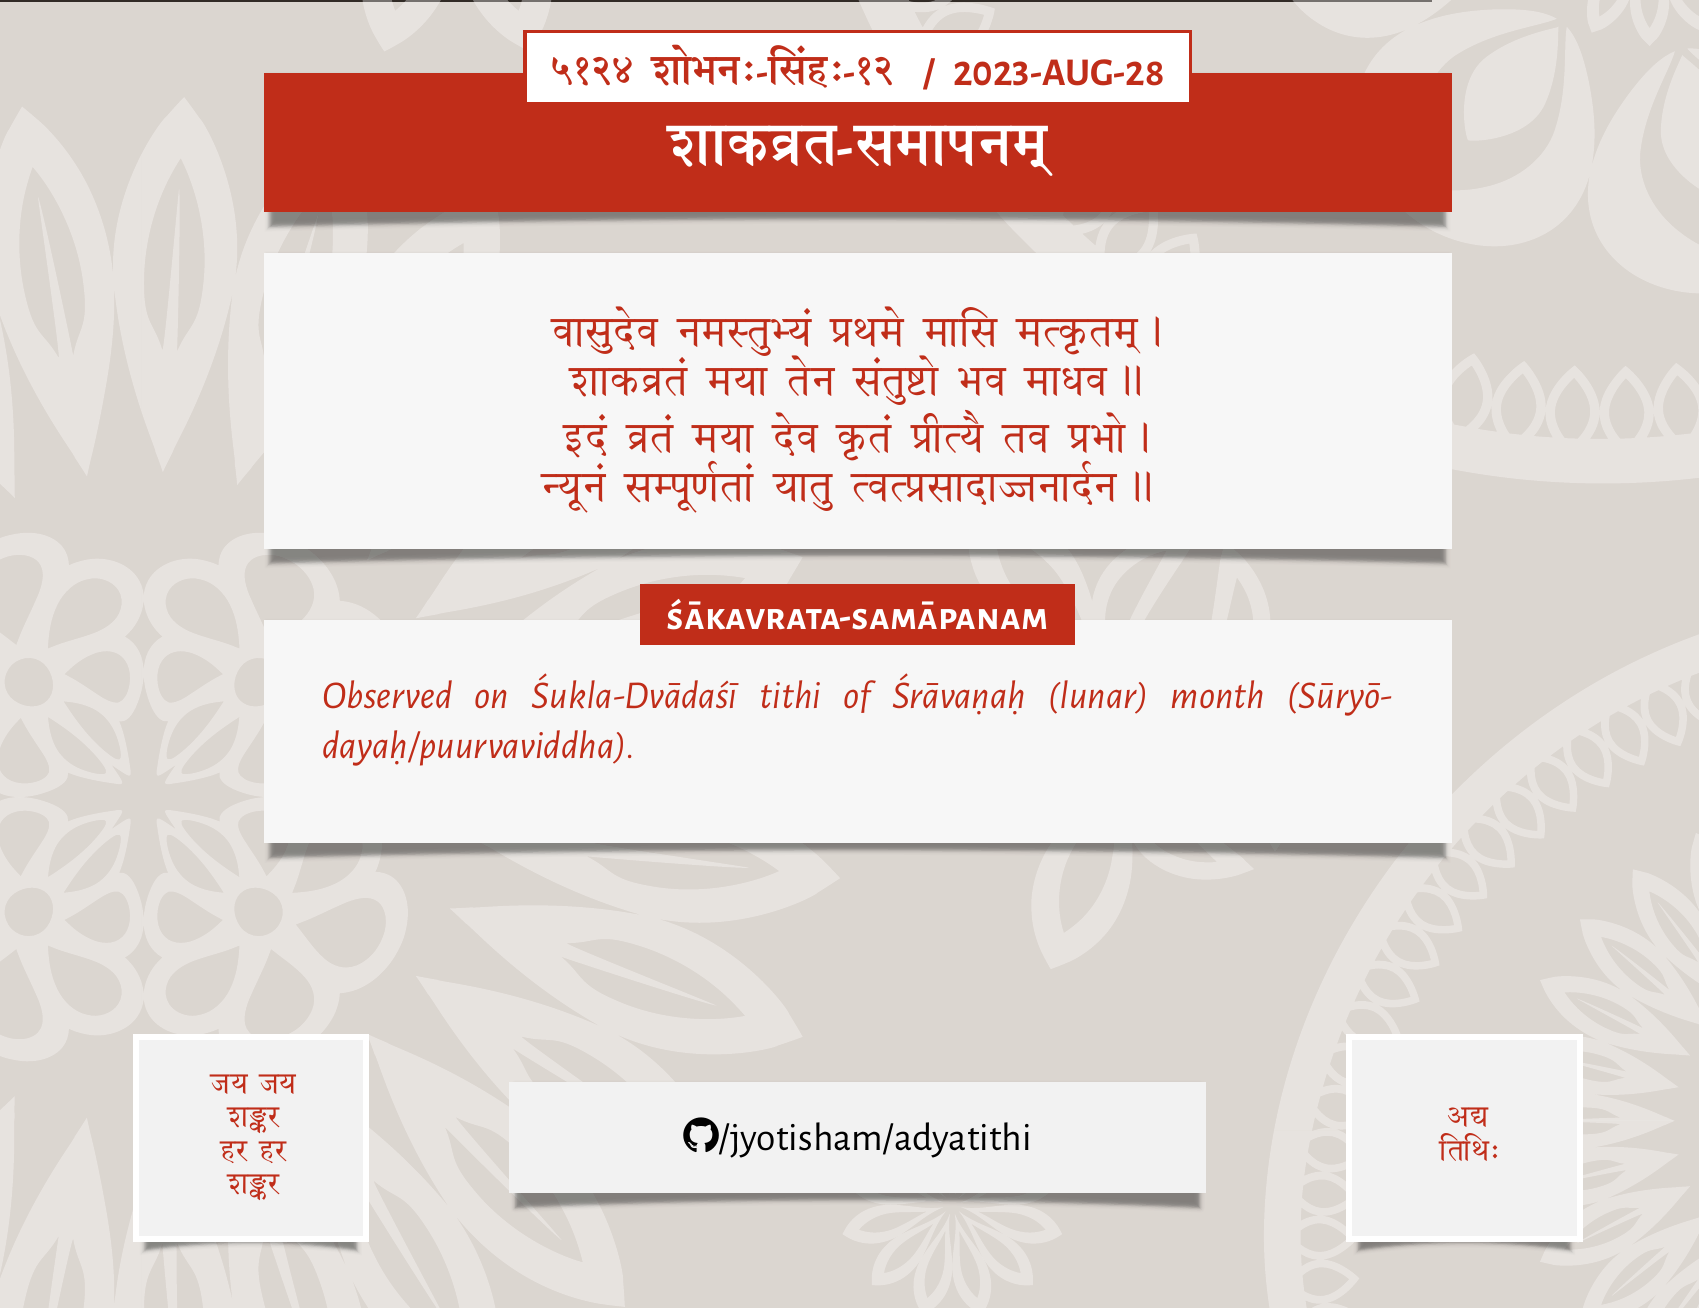 ५१२४ शोभनः-सिंहः-१२ / 2023-AUG-28
शाकव्रत-समापनम्
वासुदेव नमस्तुभ्यं प्रथमे मासि मत्कृतम्।
शाकव्रतं मया तेन संतुष्टो भव माधव॥
इदं व्रतं मया देव कृतं प्रीत्यै तव प्रभो।
न्यूनं सम्पूर्णतां यातु त्वत्प्रसादाज्जनार्दन॥
ŚĀKAVRATA-SAMĀPANAM
Observed on Śukla-Dvādaśī tithi of Śrāvaṇaḥ (lunar) month (Sūryō-
dayaḥ/puurvaviddha).
जय जय
शङ्कर
हर हर
शङ्कर
/jyotisham/adyatithi
अद्य
तिथिः